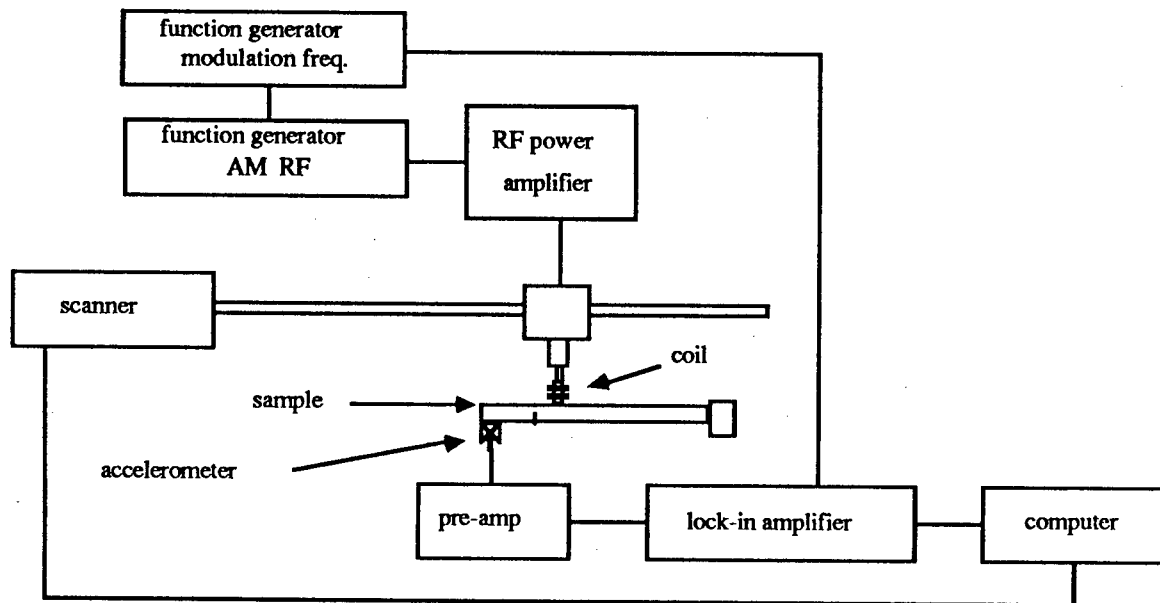 function generator
modulation freq.
function generator
AM RF
RF power
amplifier
scanner
coil
sample
accelerometer
pre-amp
lock-in amplifier
computer